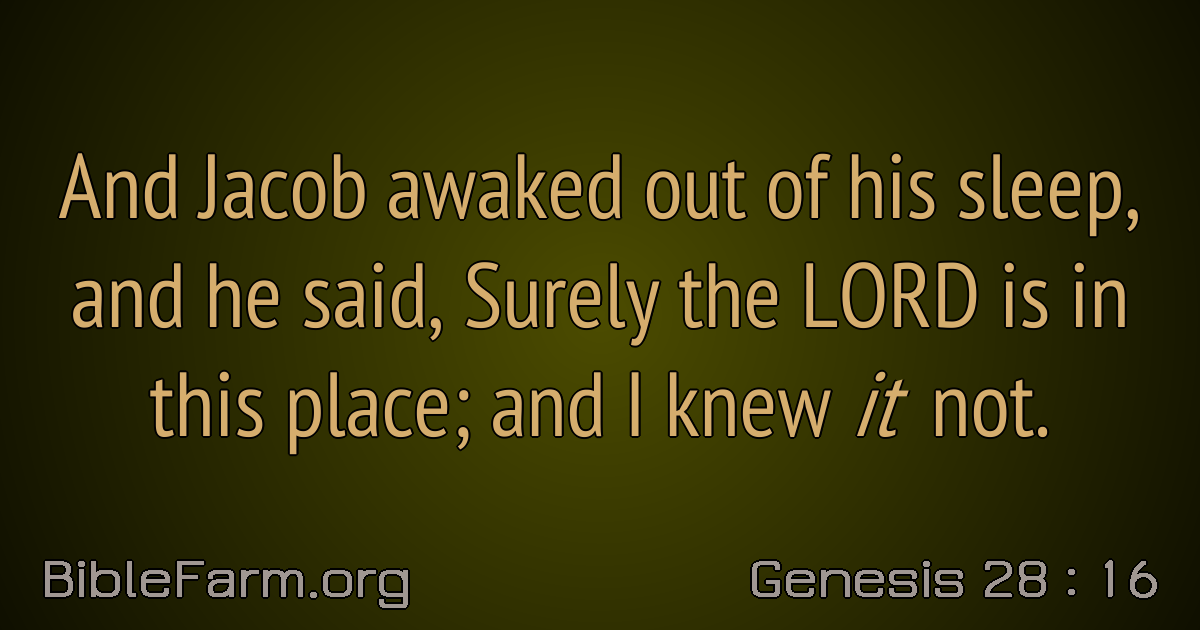 And Jacob awaked out of his sleep,
and he said, Surely the LORD is in
this place; and I knew it not.
BibleFarm.org
Genesis 28 : 16